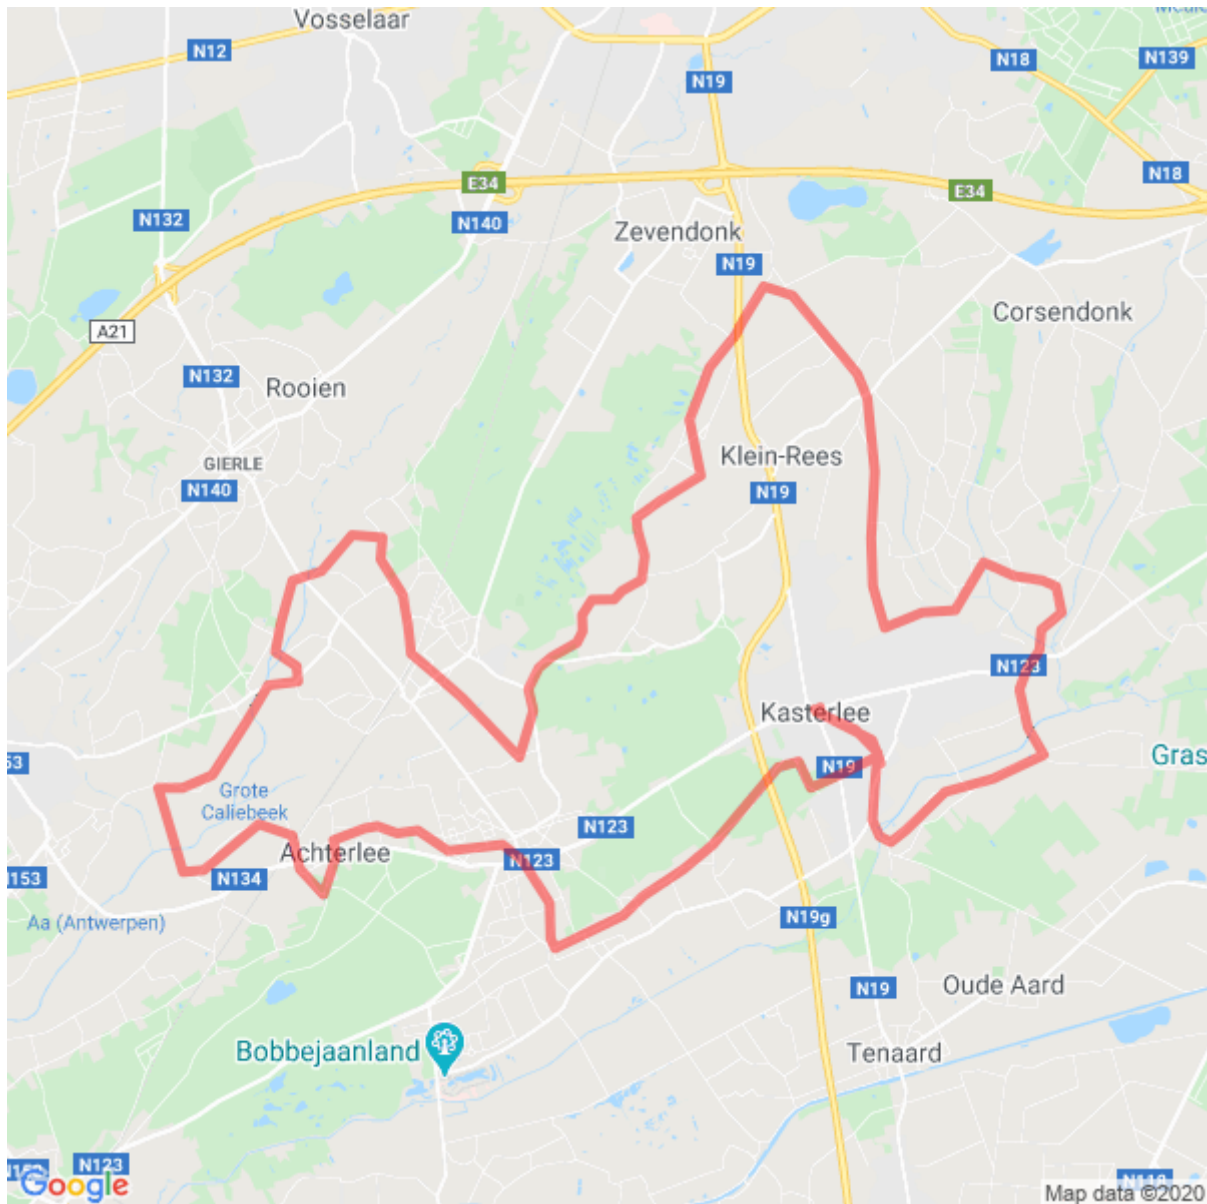 Vosselaar
N12
N18
N139
N19
N18
E34
E34
N132
N140
Zevendonk
N19
Corsendonk
A21
N132
Rooien
Klein-Rees
GIERLE
N140
N19
N123
Kasterlee
N19
Gras
53
Grote
Caliebeek
N123
Achterlee
N123
N153
N134
Aa (Antwerpen)
N19g
N19
Oude Aard
Bobbejaanland
Tenaard
N123
Google
Map data ©2020